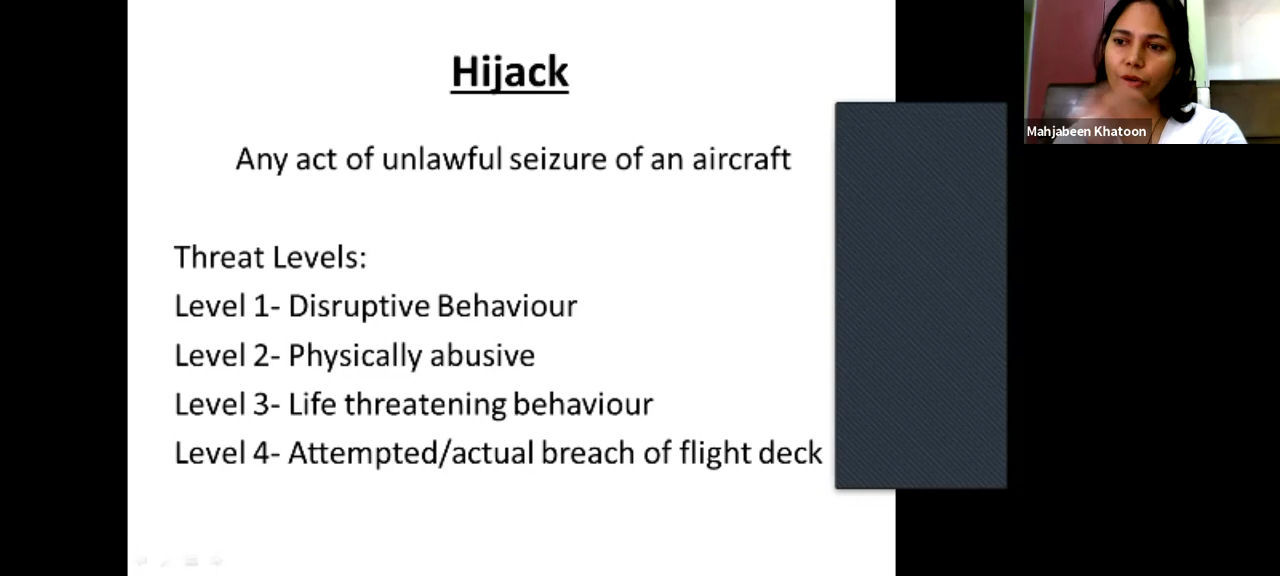 Hijack
Any act of unlawful seizure of an aircraft
Threat Levels:
Level 1- Disruptive Behaviour
Level 2- Physically abusive
Level 3- Life threatening behaviour
Level 4- Attempted/actual breach of flight deck
Mahjabeen Khatoon